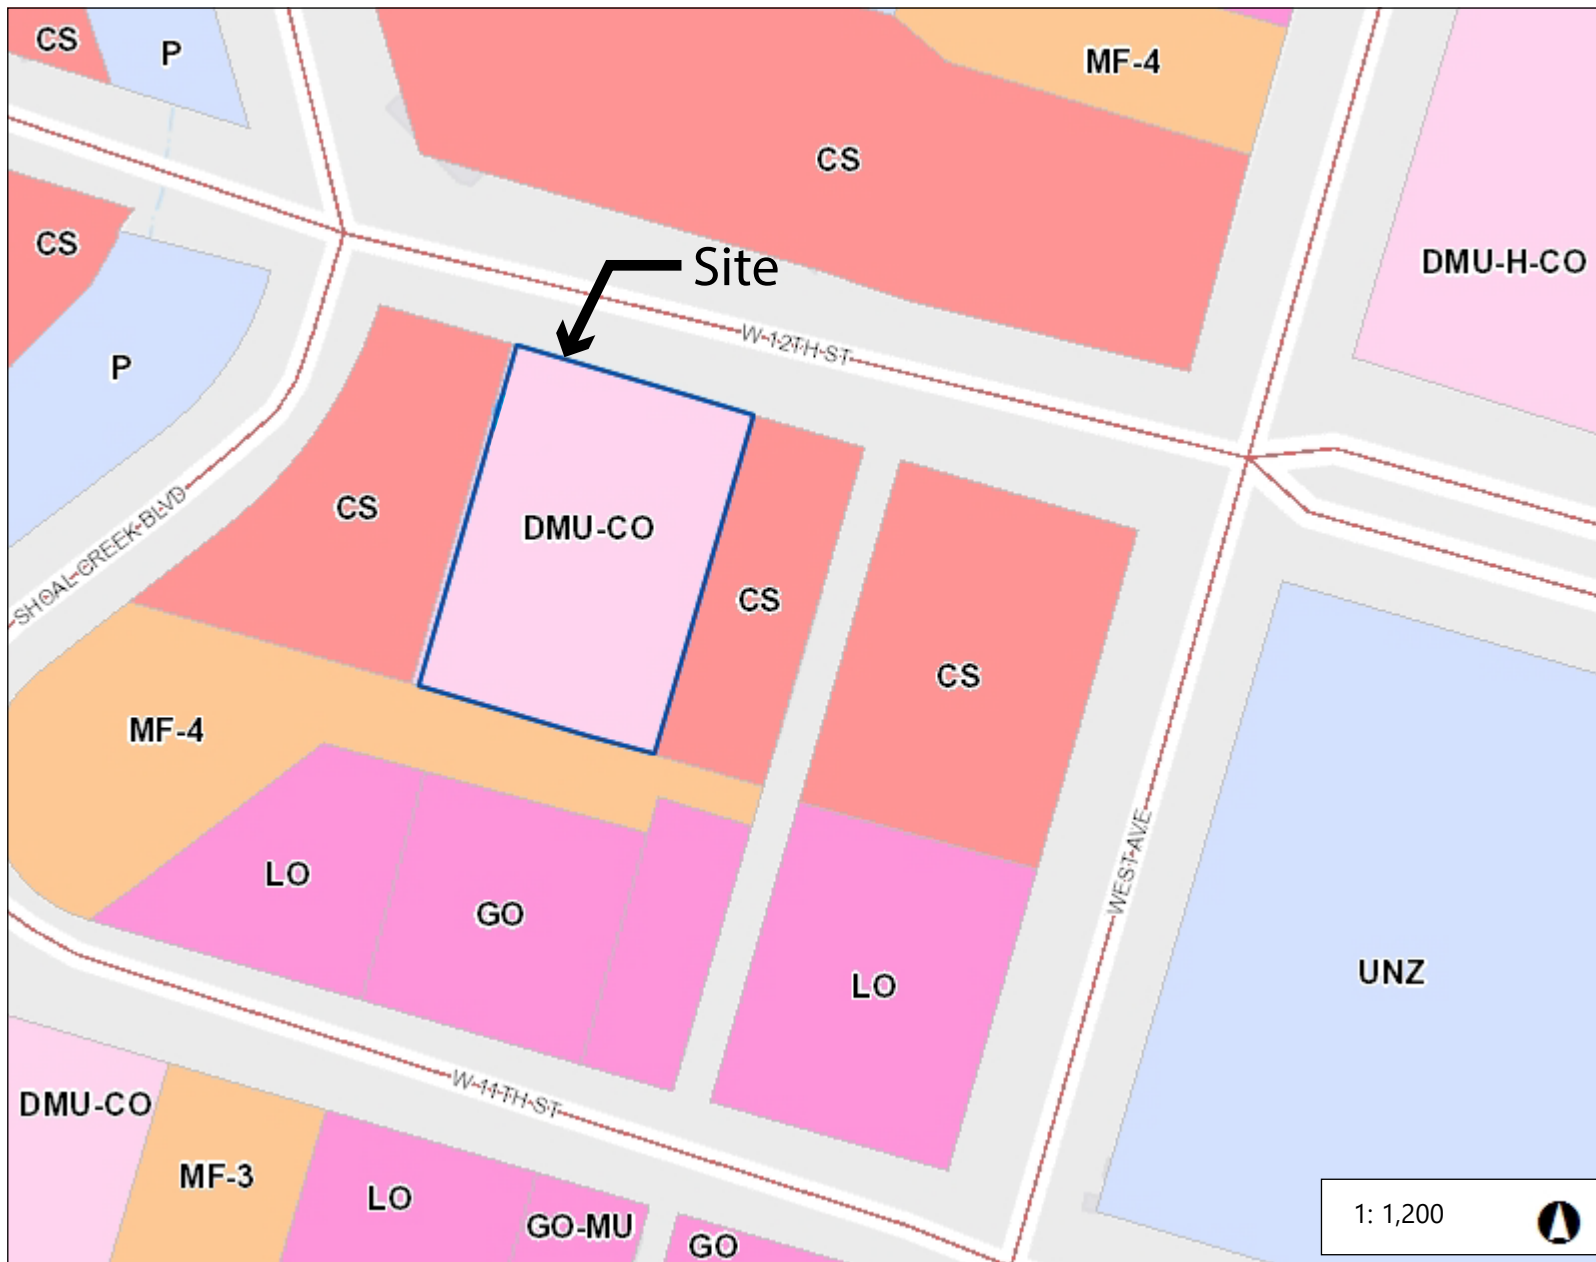 CS
P
MF-4
CS
CS
DMU-H-CO
Site
W 12TH ST
P
CS
DMU-CO
SHOAL CREEK BLVD
CS
CS
MF-4
WEST AVE
LO
GO
UNZ
LO
W 11TH ST
DMU-CO
MF-3
LO
GO-MU
GO
1: 1,200